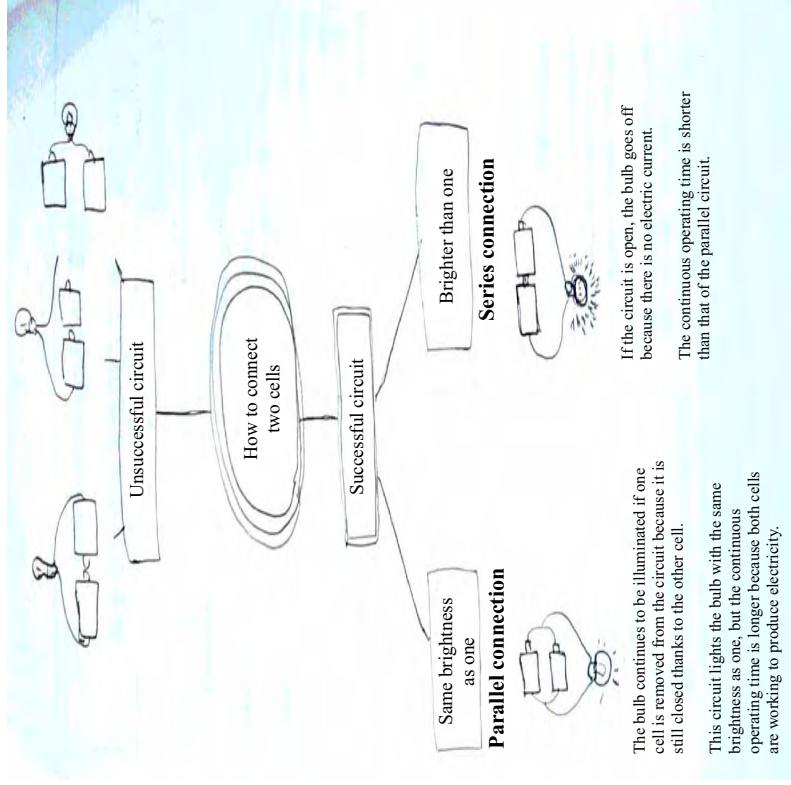 Unsuccessful circuit
How to connect
two cells
Successful circuit
Same brightness
as one
Parallel connection
Brighter than one
Series connection
The bulb continues to be illuminated if one
cell is removed from the circuit because it is
still closed thanks to the other cell.
This circuit lights the bulb with the same
brightness as one, but the continuous
operating time is longer because both cells
are working to produce electricity.
If the circuit is open, the bulb goes off
because there is no electric current.
The continuous operating time is shorter
than that of the parallel circuit.